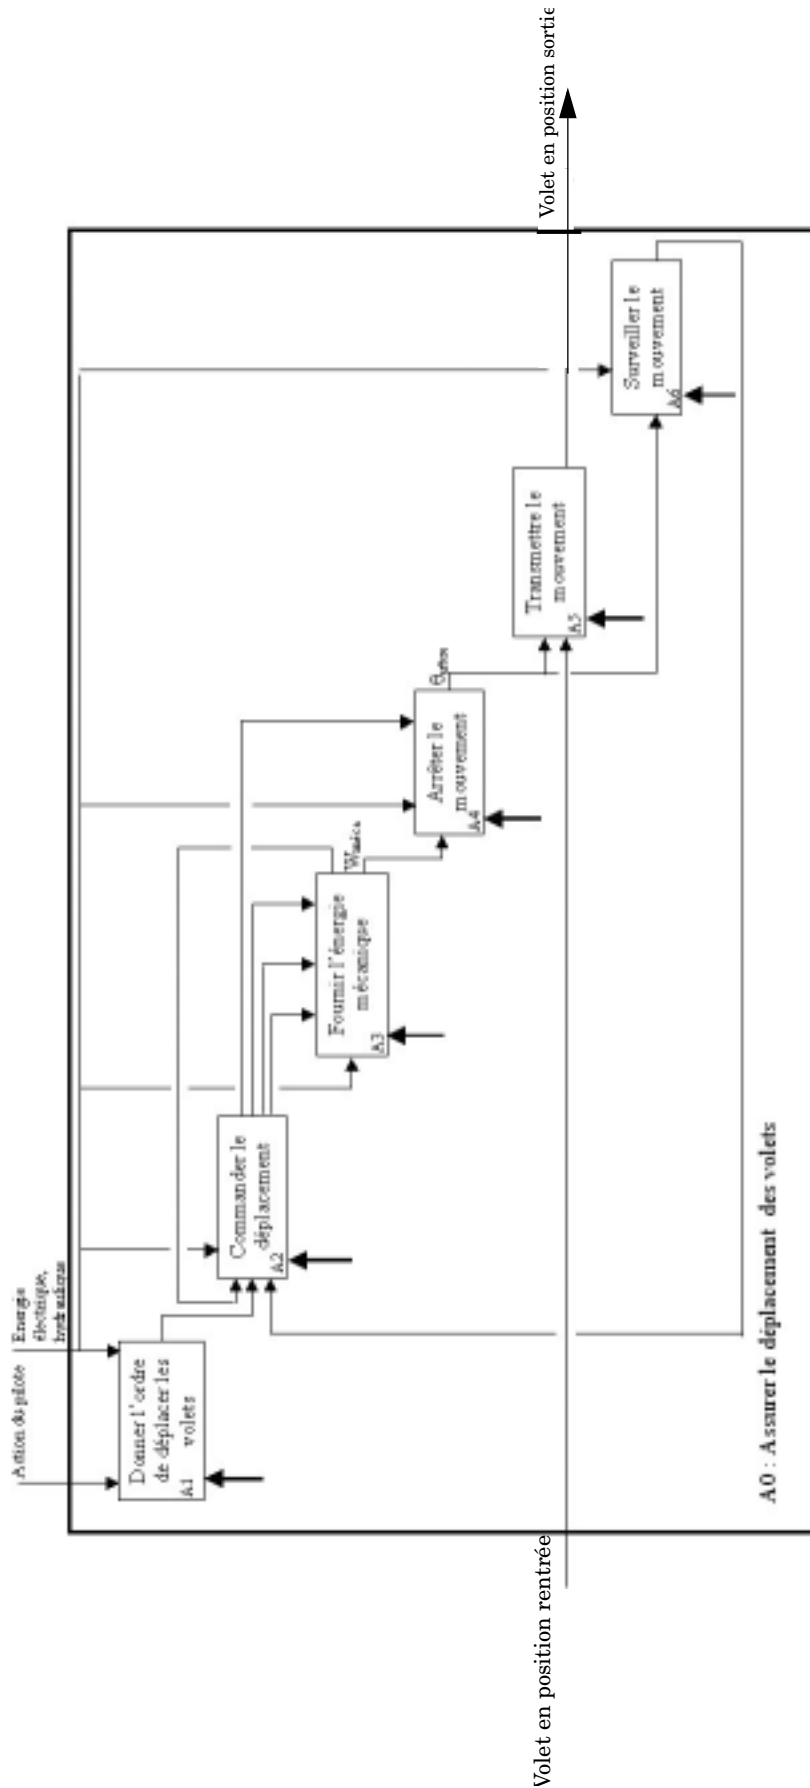 Action du pilote
Energie
électrique,
hydraulique
Donner l'ordre
de déplacer les
volets
A1
Commander le
déplacement
A2
Fournir l'énergie
mécanique
A3
Wméca
Arrêter le
mouvement
A4
Transmettre le
mouvement
A5
Surveiller le
mouvement
A6
Volet en position rentrée
Volet en position sortie
A0 : Assurer le déplacement des volets